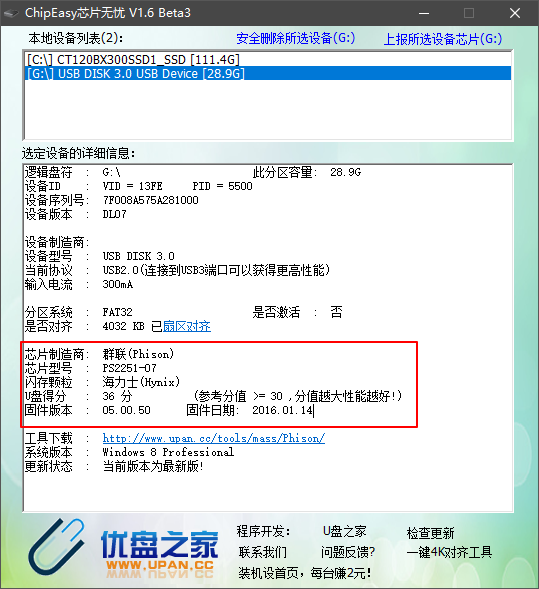 ChipEasy芯片无忧 V1.6 Beta3
本地设备列表(2)： 安全删除所选设备(G:) 上报所选设备芯片(G:)
[C:\] CT120BX300SSD1_SSD [111.4G]
[G:\] USB DISK 3.0 USB Device [28.9G]
选定设备的详细信息：
逻辑盘符 : G:\ 此分区容量: 28.9G
设备ID : VID = 13FE PID = 5500
设备序列号: 7F008A575A281000
设备版本 : DL07
设备制造商:
设备型号 : USB DISK 3.0
当前协议 : USB2.0(连接到USB3端口可以获得更高性能)
输入电流 : 300mA
分区系统 : FAT32 是否激活 : 否
是否对齐 : 4032 KB 已扇区对齐
芯片制造商: 群联(Phison)
芯片型号 : PS2251-07
闪存颗粒 : 海力士(Hynix)
U盘得分 : 36 分 (参考分值 >= 30 ,分值越大性能越好!)
固件版本 : 05.00.50 固件日期: 2016.01.14
工具下载 : http://www.upan.cc/tools/mass/Phison/
系统版本 : Windows 8 Professional
更新状态 : 当前版本为最新版!
优盘之家
WWW.UPAN.CC
程序开发： U盘之家 检查更新
联系我们 问题反馈? 一键4K对齐工具
装机设首页，每台赚2元!